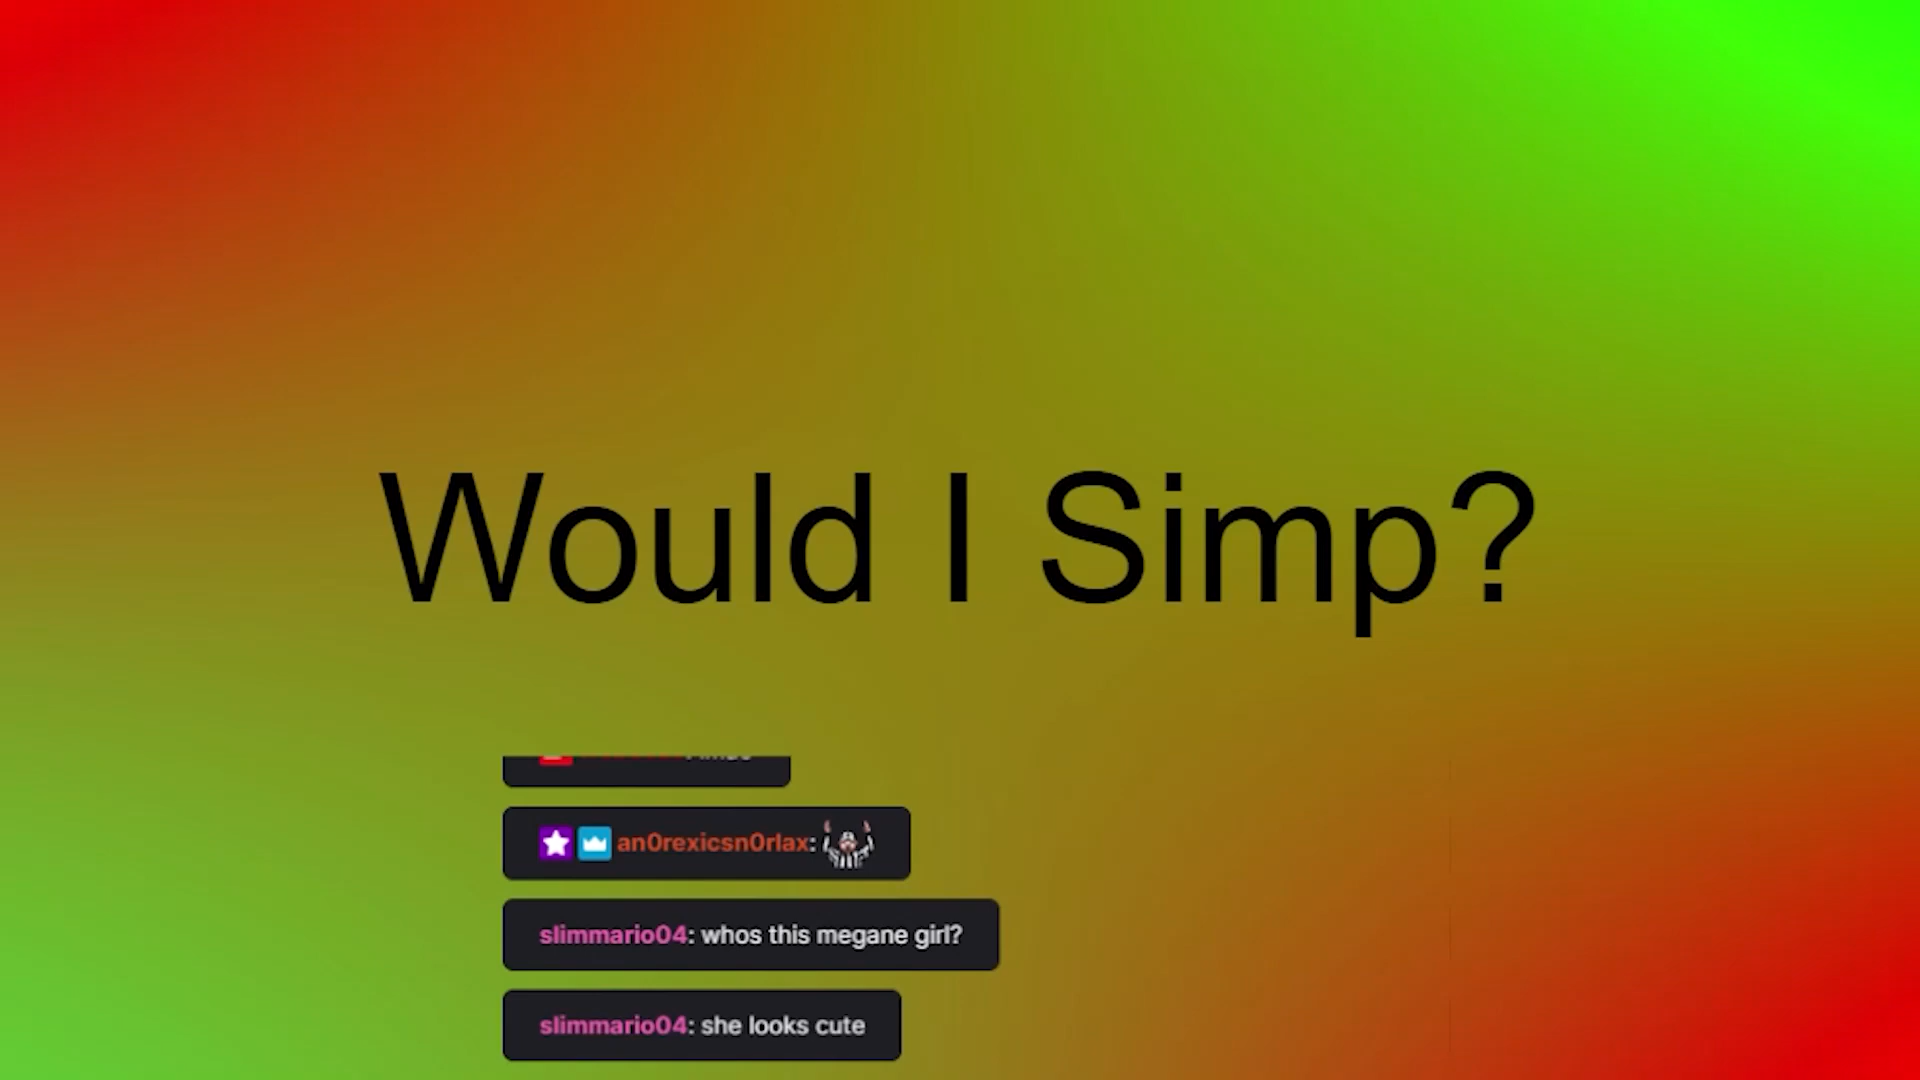 Would I Simp?
an0rexicsn0rlax:
slimmario04: whos this megane girl?
slimmario04: she looks cute